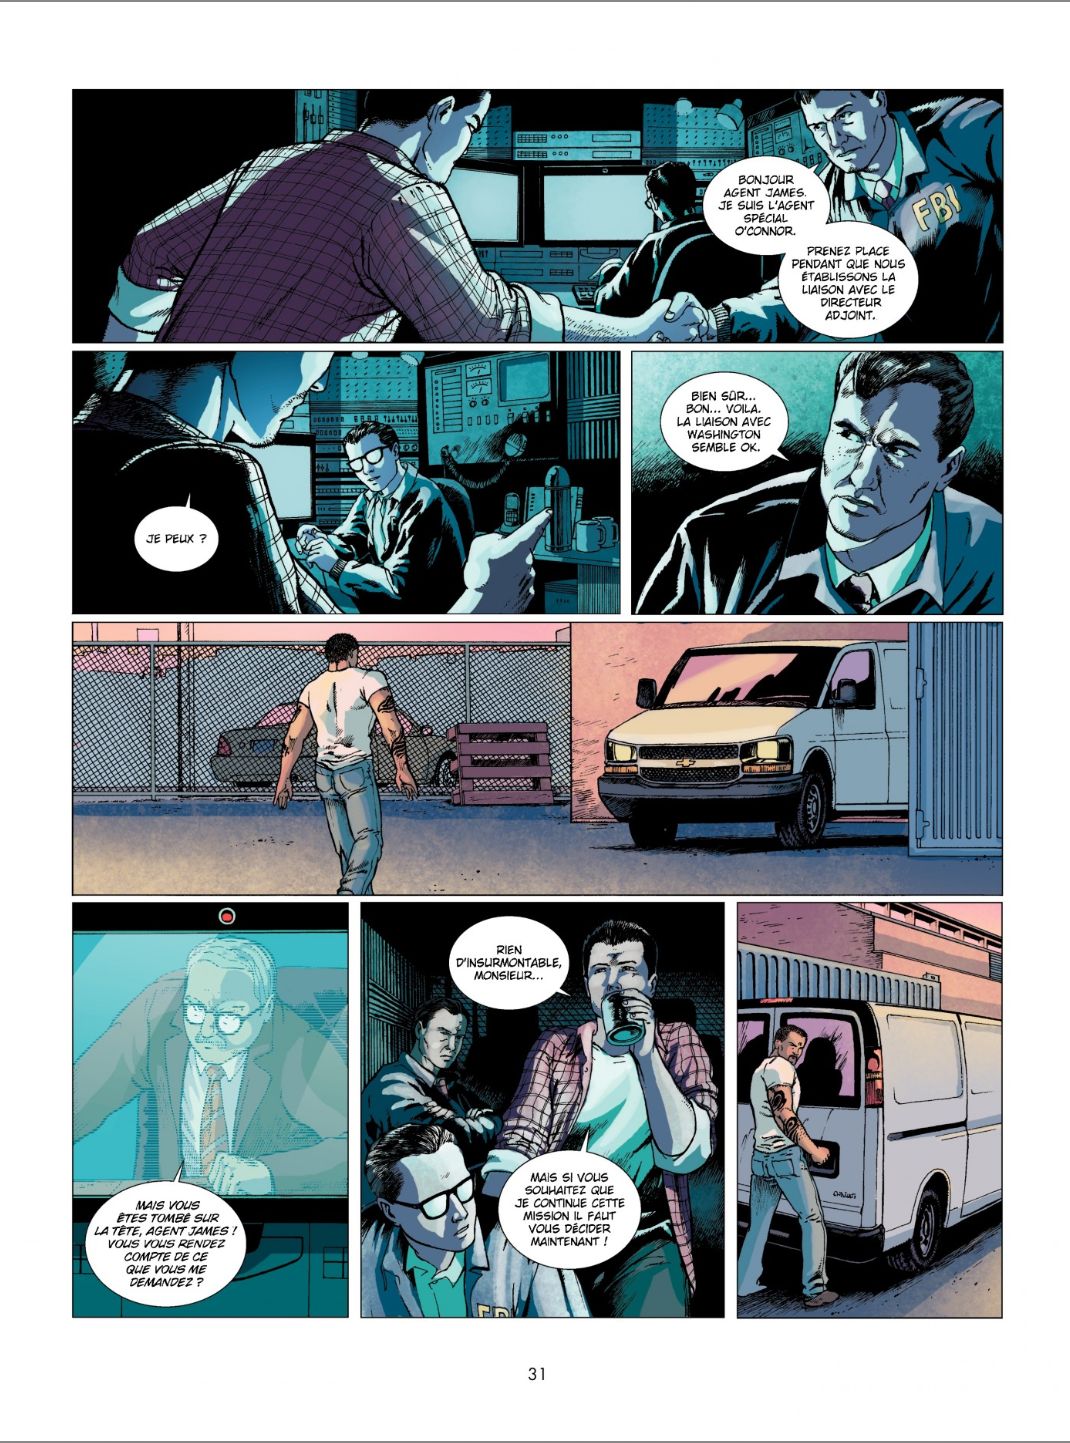 BONJOUR
AGENT JAMES.
JE SUIS L'AGENT
SPÉCIAL
O'CONNOR.
PRENEZ PLACE
PENDANT QUE NOUS
ÉTABLISSONS LA
LIAISON AVEC LE
DIRECTEUR
ADJOINT.
FBI
JE PEUX ?
BIEN SÛR...
BON... VOILA.
LA LIAISON AVEC
WASHINGTON
SEMBLE OK.
MAIS VOUS
ÊTES TOMBÉ SUR
LA TÊTE, AGENT JAMES !
VOUS VOUS RENDEZ
COMPTE DE CE
QUE VOUS ME
DEMANDEZ ?
RIEN
D'INSURMONTABLE,
MONSIEUR...
MAIS SI VOUS
SOUHAITEZ QUE
JE CONTINUE CETTE
MISSION IL FAUT
VOUS DÉCIDER
MAINTENANT !
FBI
31